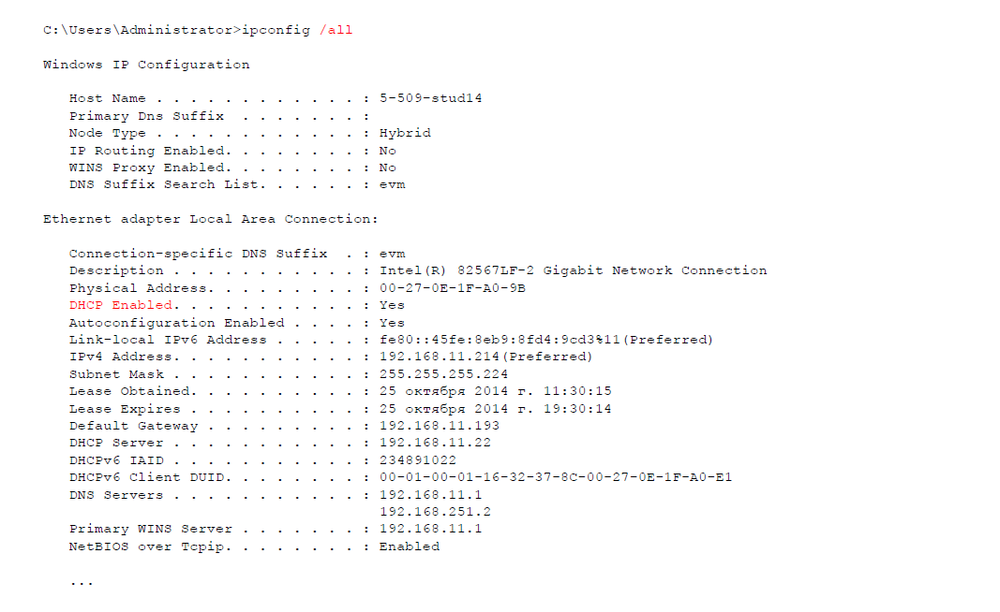 C:\Users\Administrator>ipconfig /all
Windows IP Configuration
Host Name . . . . . . . . . . . . : 5-509-stud14
Primary Dns Suffix  . . . . . . . :
Node Type . . . . . . . . . . . . : Hybrid
IP Routing Enabled. . . . . . . . : No
WINS Proxy Enabled. . . . . . . . : No
DNS Suffix Search List. . . . . . : evm
Ethernet adapter Local Area Connection:
Connection-specific DNS Suffix  . : evm
Description . . . . . . . . . . . : Intel(R) 82567LF-2 Gigabit Network Connection
Physical Address. . . . . . . . . : 00-27-0E-1F-A0-9B
DHCP Enabled. . . . . . . . . . . : Yes
Autoconfiguration Enabled . . . . : Yes
Link-local IPv6 Address . . . . . : fe80::45fe:8eb9:8fd4:9cd3%11(Preferred)
IPv4 Address. . . . . . . . . . . : 192.168.11.214(Preferred)
Subnet Mask . . . . . . . . . . . : 255.255.255.224
Lease Obtained. . . . . . . . . . : 25 октября 2014 г. 11:30:15
Lease Expires . . . . . . . . . . : 25 октября 2014 г. 19:30:14
Default Gateway . . . . . . . . . : 192.168.11.193
DHCP Server . . . . . . . . . . . : 192.168.11.22
DHCPv6 IAID . . . . . . . . . . . : 234891022
DHCPv6 Client DUID. . . . . . . . : 00-01-00-01-16-32-37-8C-00-27-0E-1F-A0-E1
DNS Servers . . . . . . . . . . . : 192.168.11.1
192.168.251.2
Primary WINS Server . . . . . . . : 192.168.11.1
NetBIOS over Tcpip. . . . . . . . : Enabled
...